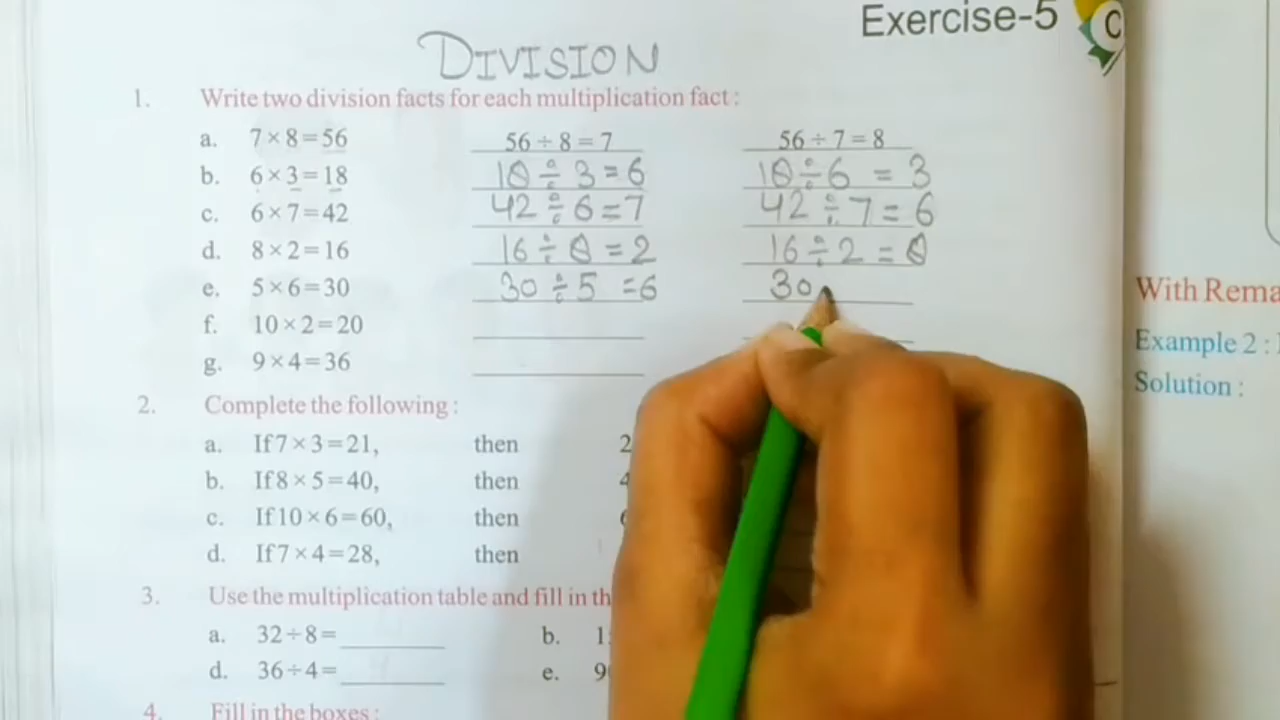 Exercise-5
C
DIVISION
1. Write two division facts for each multiplication fact :
a. 7 × 8 = 56 56 ÷ 8 = 7 56 ÷ 7 = 8
b. 6 × 3 = 18 18 ÷ 3 = 6 18 ÷ 6 = 3
c. 6 × 7 = 42 42 ÷ 6 = 7 42 ÷ 7 = 6
d. 8 × 2 = 16 16 ÷ 8 = 2 16 ÷ 2 = 8
e. 5 × 6 = 30 30 ÷ 5 = 6 30
f. 10 × 2 = 20
g. 9 × 4 = 36
2. Complete the following :
a. If 7 × 3 = 21, then 2
b. If 8 × 5 = 40, then 4
c. If 10 × 6 = 60, then 6
d. If 7 × 4 = 28, then
3. Use the multiplication table and fill in th
a. 32 ÷ 8 = b. 1
d. 36 ÷ 4 = e. 9
4. Fill in the boxes :
With Rema
Example 2 :
Solution :